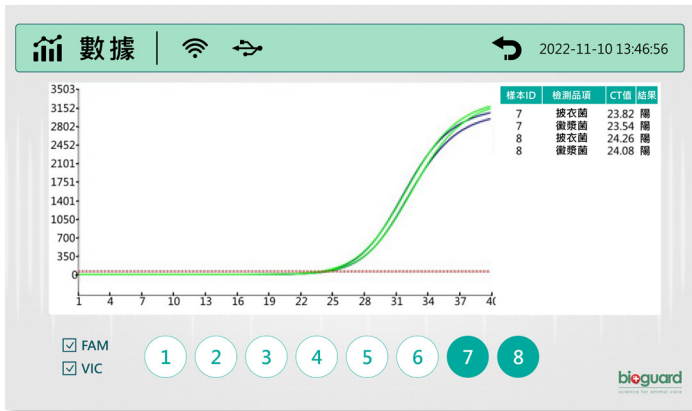 數據
2022-11-10 13:46:56
3503
3152
2802
2452
2101
1751
1401
1050
700
350
0
1 4 7 10 13 16 19 22 25 28 31 34 37 40
樣本ID 檢測品項 CT值 結果
7 披衣菌 23.82 陽
7 黴漿菌 23.54 陽
8 披衣菌 24.26 陽
8 黴漿菌 24.08 陽
FAM
VIC
1 2 3 4 5 6 7 8
bioguard
science for animal care